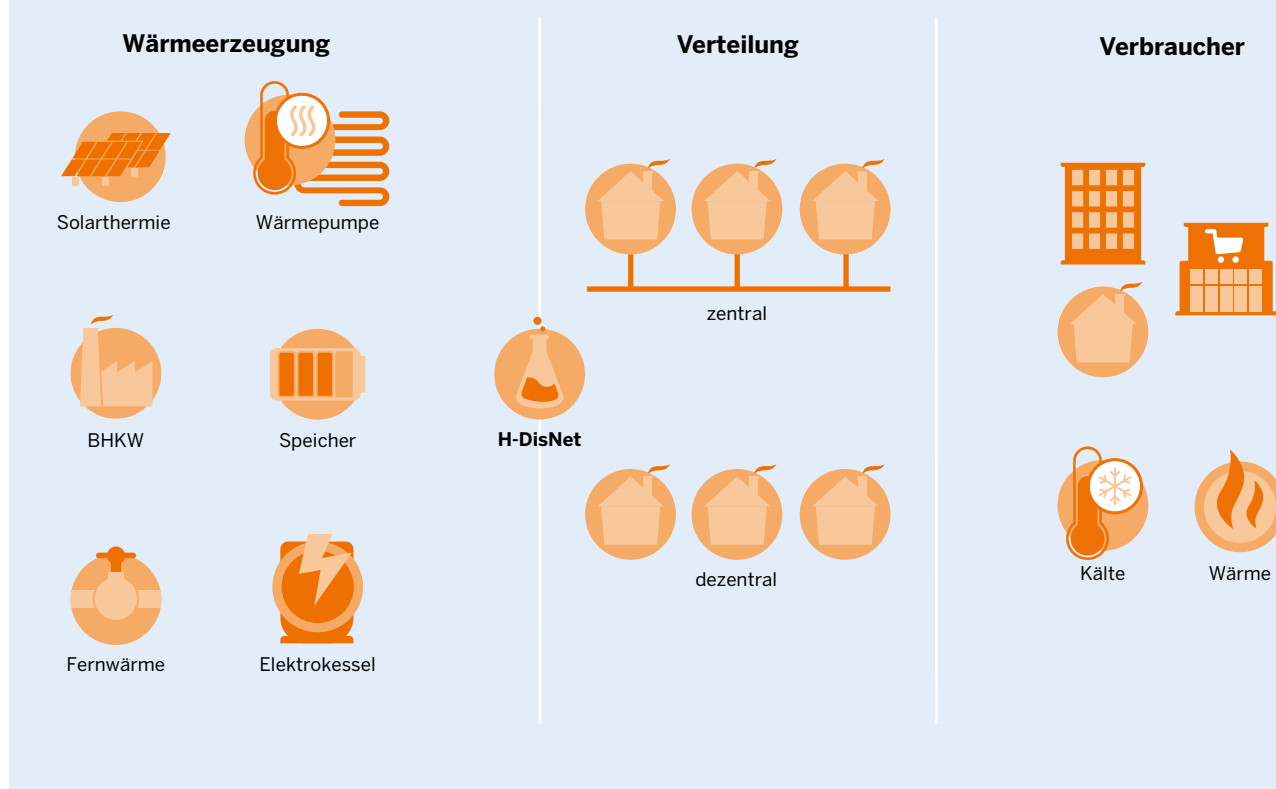 Wärmeerzeugung
Verteilung
Verbraucher
Solarthermie
Wärmepumpe
zentral
BHKW
Speicher
H-DisNet
dezentral
Kälte
Wärme
Fernwärme
Elektrokessel